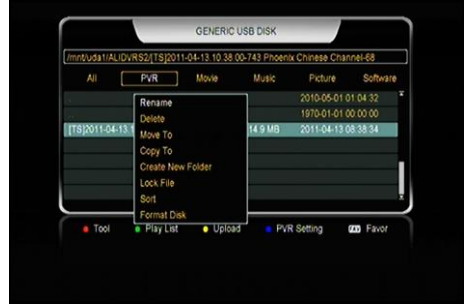 GENERIC USB DISK
/mnt/uda1/ALIDVRS2/[TS]2011-04-13.10.38.00-743 Phoenix Chinese Channel-68
All PVR Movie Music Picture Software
2010-05-01 01:04:32
1970-01-01 00:00:00
[TS]2011-04-13.1 14.9 MB 2011-04-13 08:38:34
Rename
Delete
Move To
Copy To
Create New Folder
Lock File
Sort
Format Disk
Tool Play List Upload PVR Setting FAV Favor